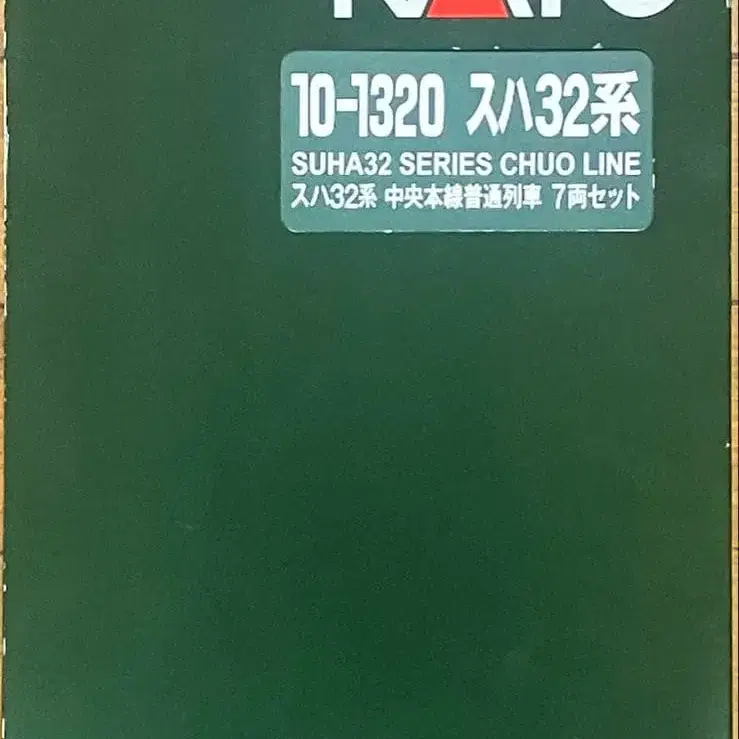 KATO
10-1320 スハ32系
SUHA32 SERIES CHUO LINE
スハ32系 中央本線普通列車 7両セット